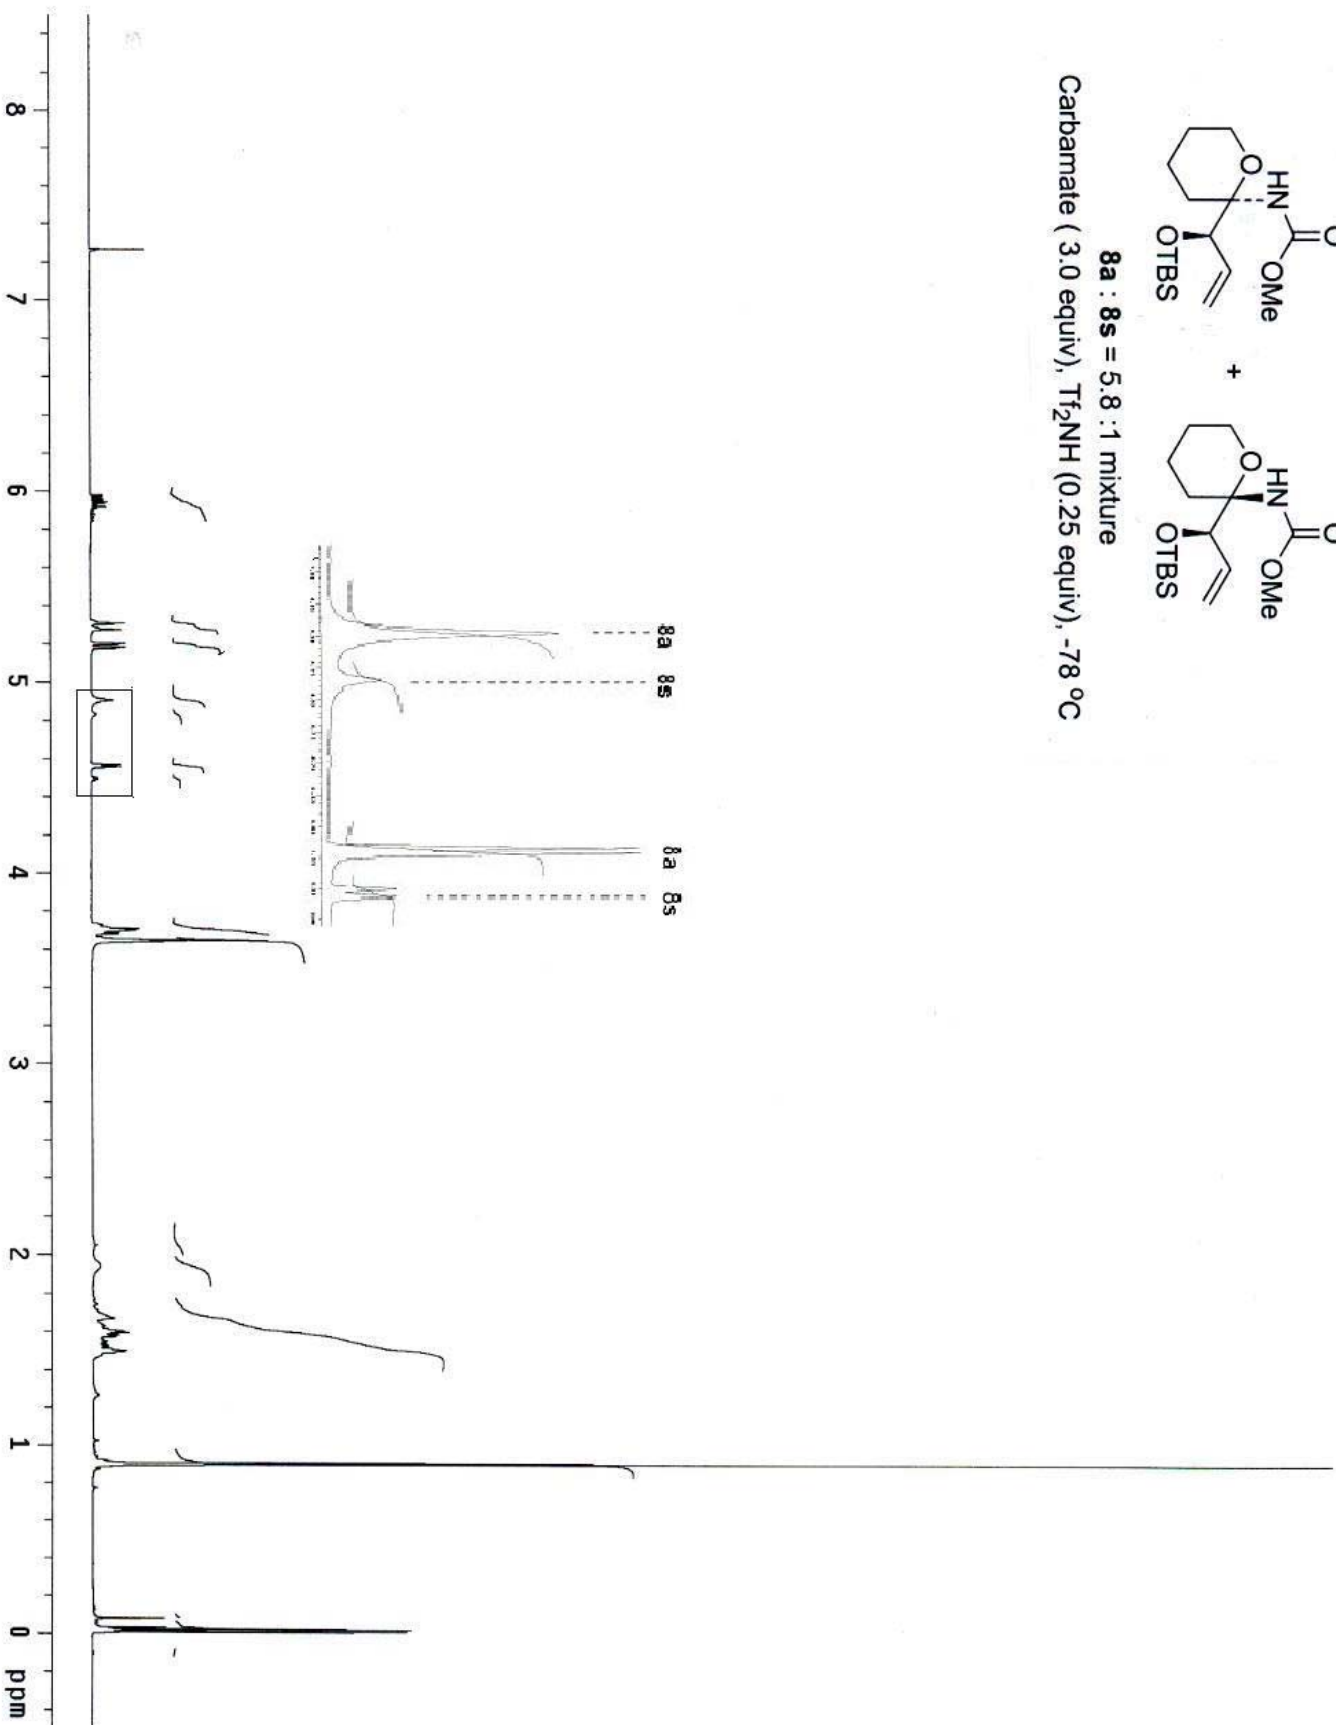 HN
O
OMe
O
OTBS
+
HN
O
OMe
O
OTBS
8a : 8s = 5.8 :1 mixture
Carbamate ( 3.0 equiv), Tf2NH (0.25 equiv), -78 °C
8a
8s
8a
8s
8
7
6
5
4
3
2
1
0
ppm